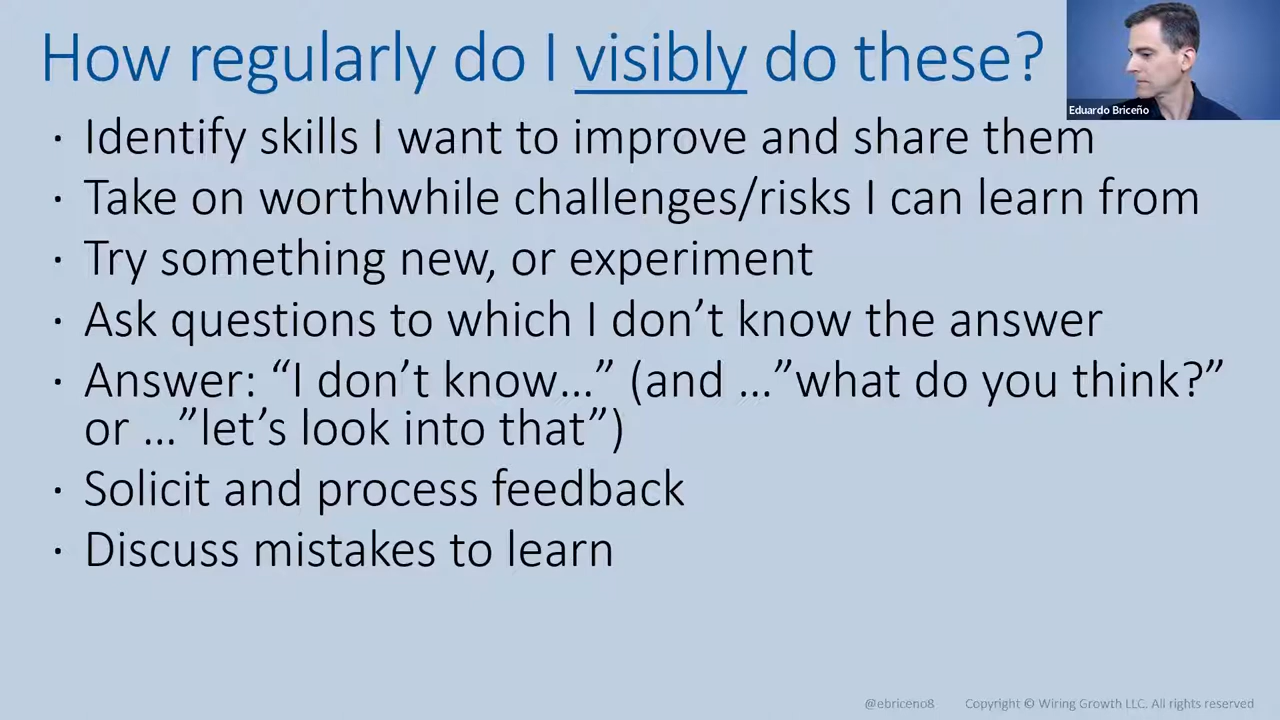 How regularly do I visibly do these?
Eduardo Briceño
· Identify skills I want to improve and share them
· Take on worthwhile challenges/risks I can learn from
· Try something new, or experiment
· Ask questions to which I don’t know the answer
· Answer: “I don’t know…” (and …”what do you think?”
or …”let’s look into that”)
· Solicit and process feedback
· Discuss mistakes to learn
@ebriceno8 Copyright © Wiring Growth LLC. All rights reserved